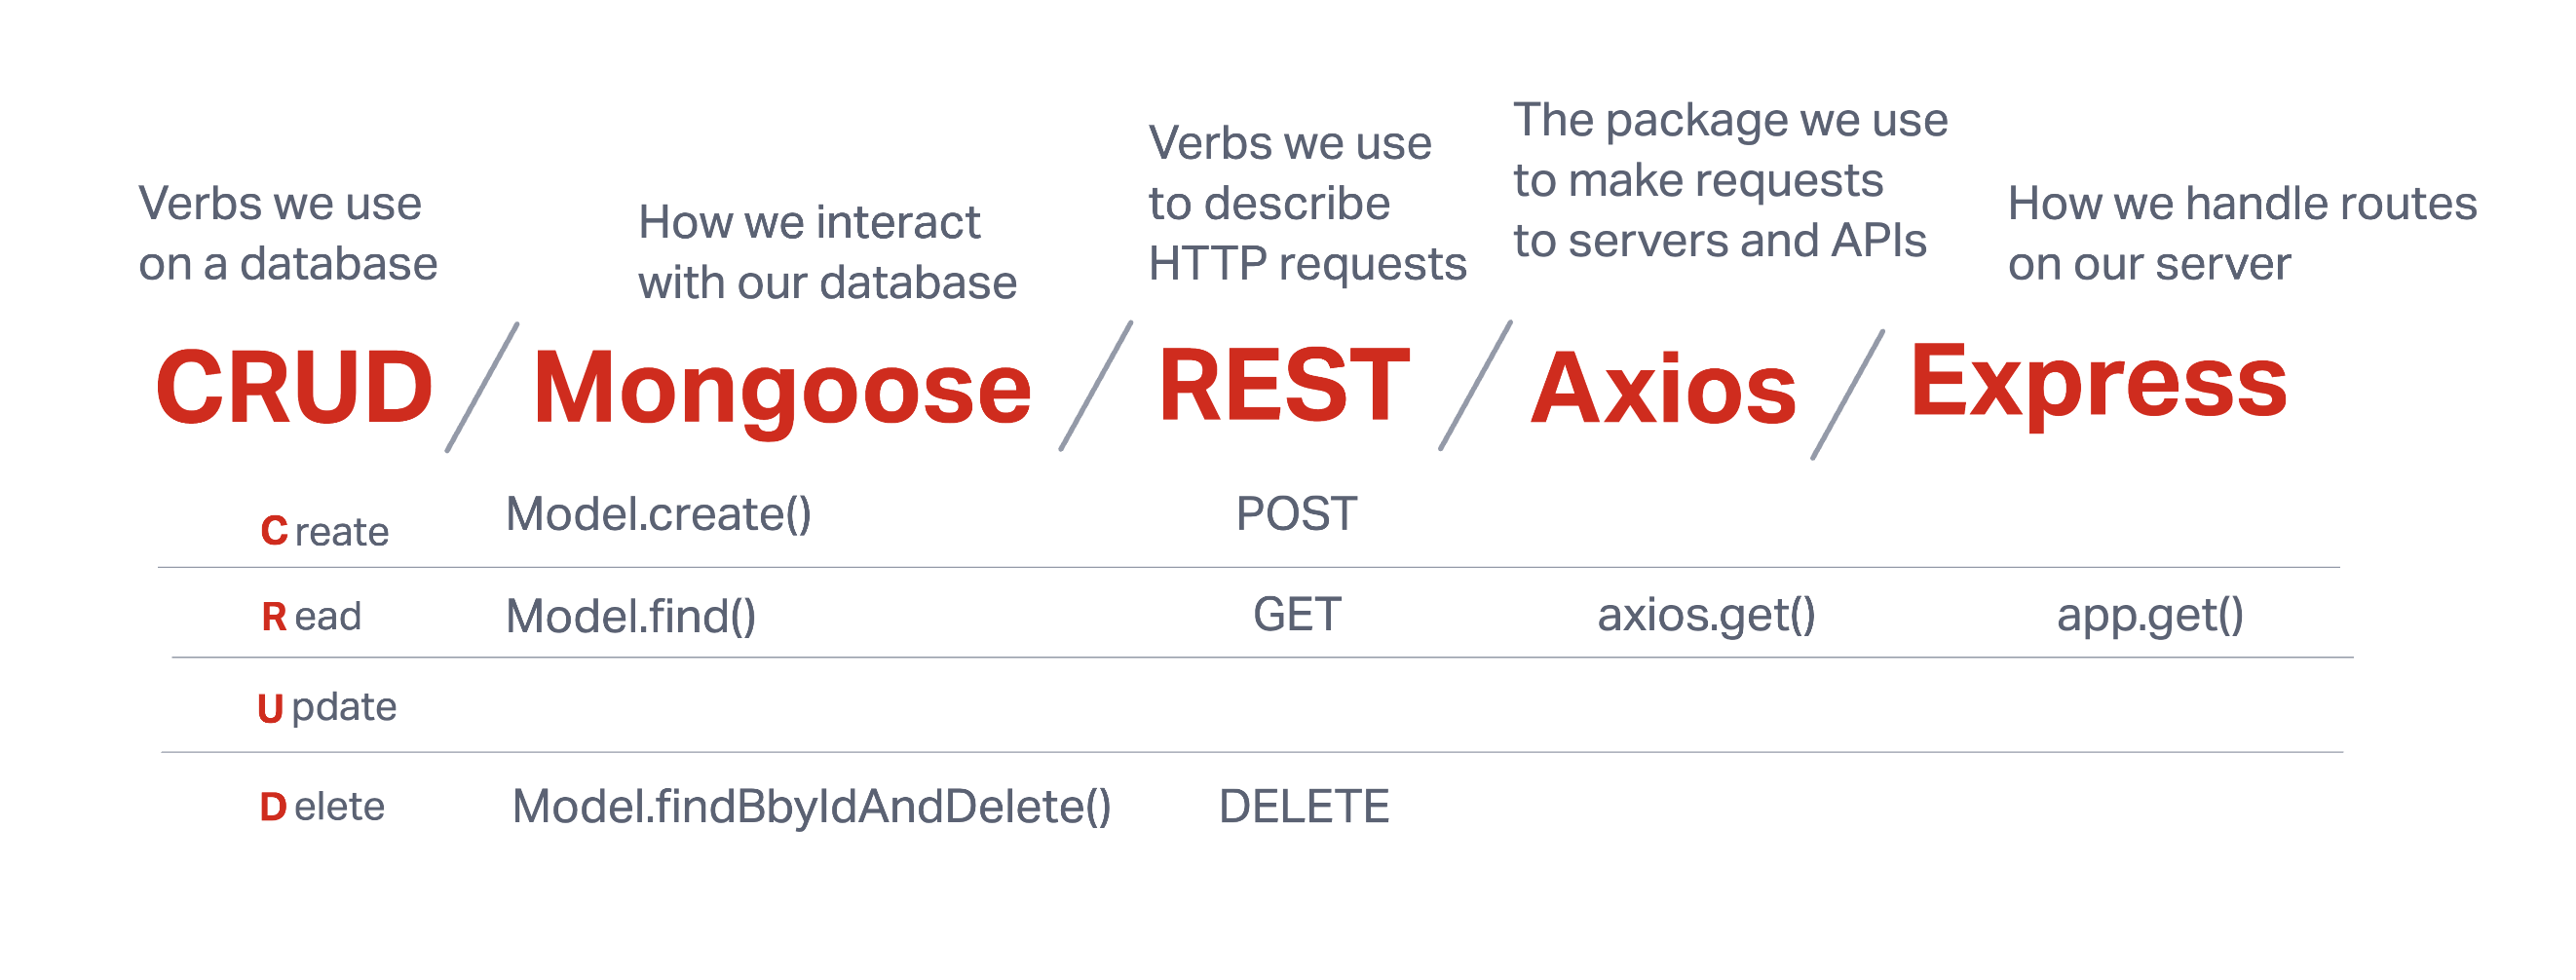 Verbs we use
on a database
How we interact
with our database
Verbs we use
to describe
HTTP requests
The package we use
to make requests
to servers and APIs
How we handle routes
on our server
CRUD / Mongoose / REST / Axios / Express
Create Model.create() POST
Read Model.find() GET axios.get() app.get()
Update
Delete Model.findBbyIdAndDelete() DELETE